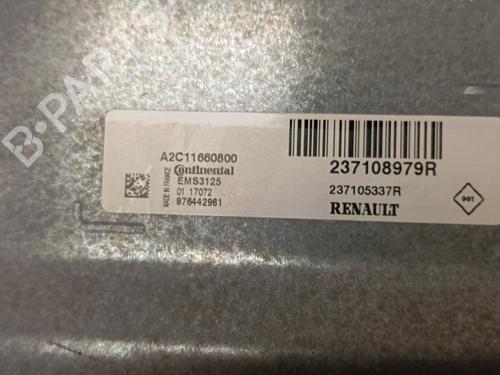 A2C11660800
Continental
EMS3125
01 17072
876442961
MADE IN FRANCE
237108979R
237105337R
RENAULT
001
B-PARTS